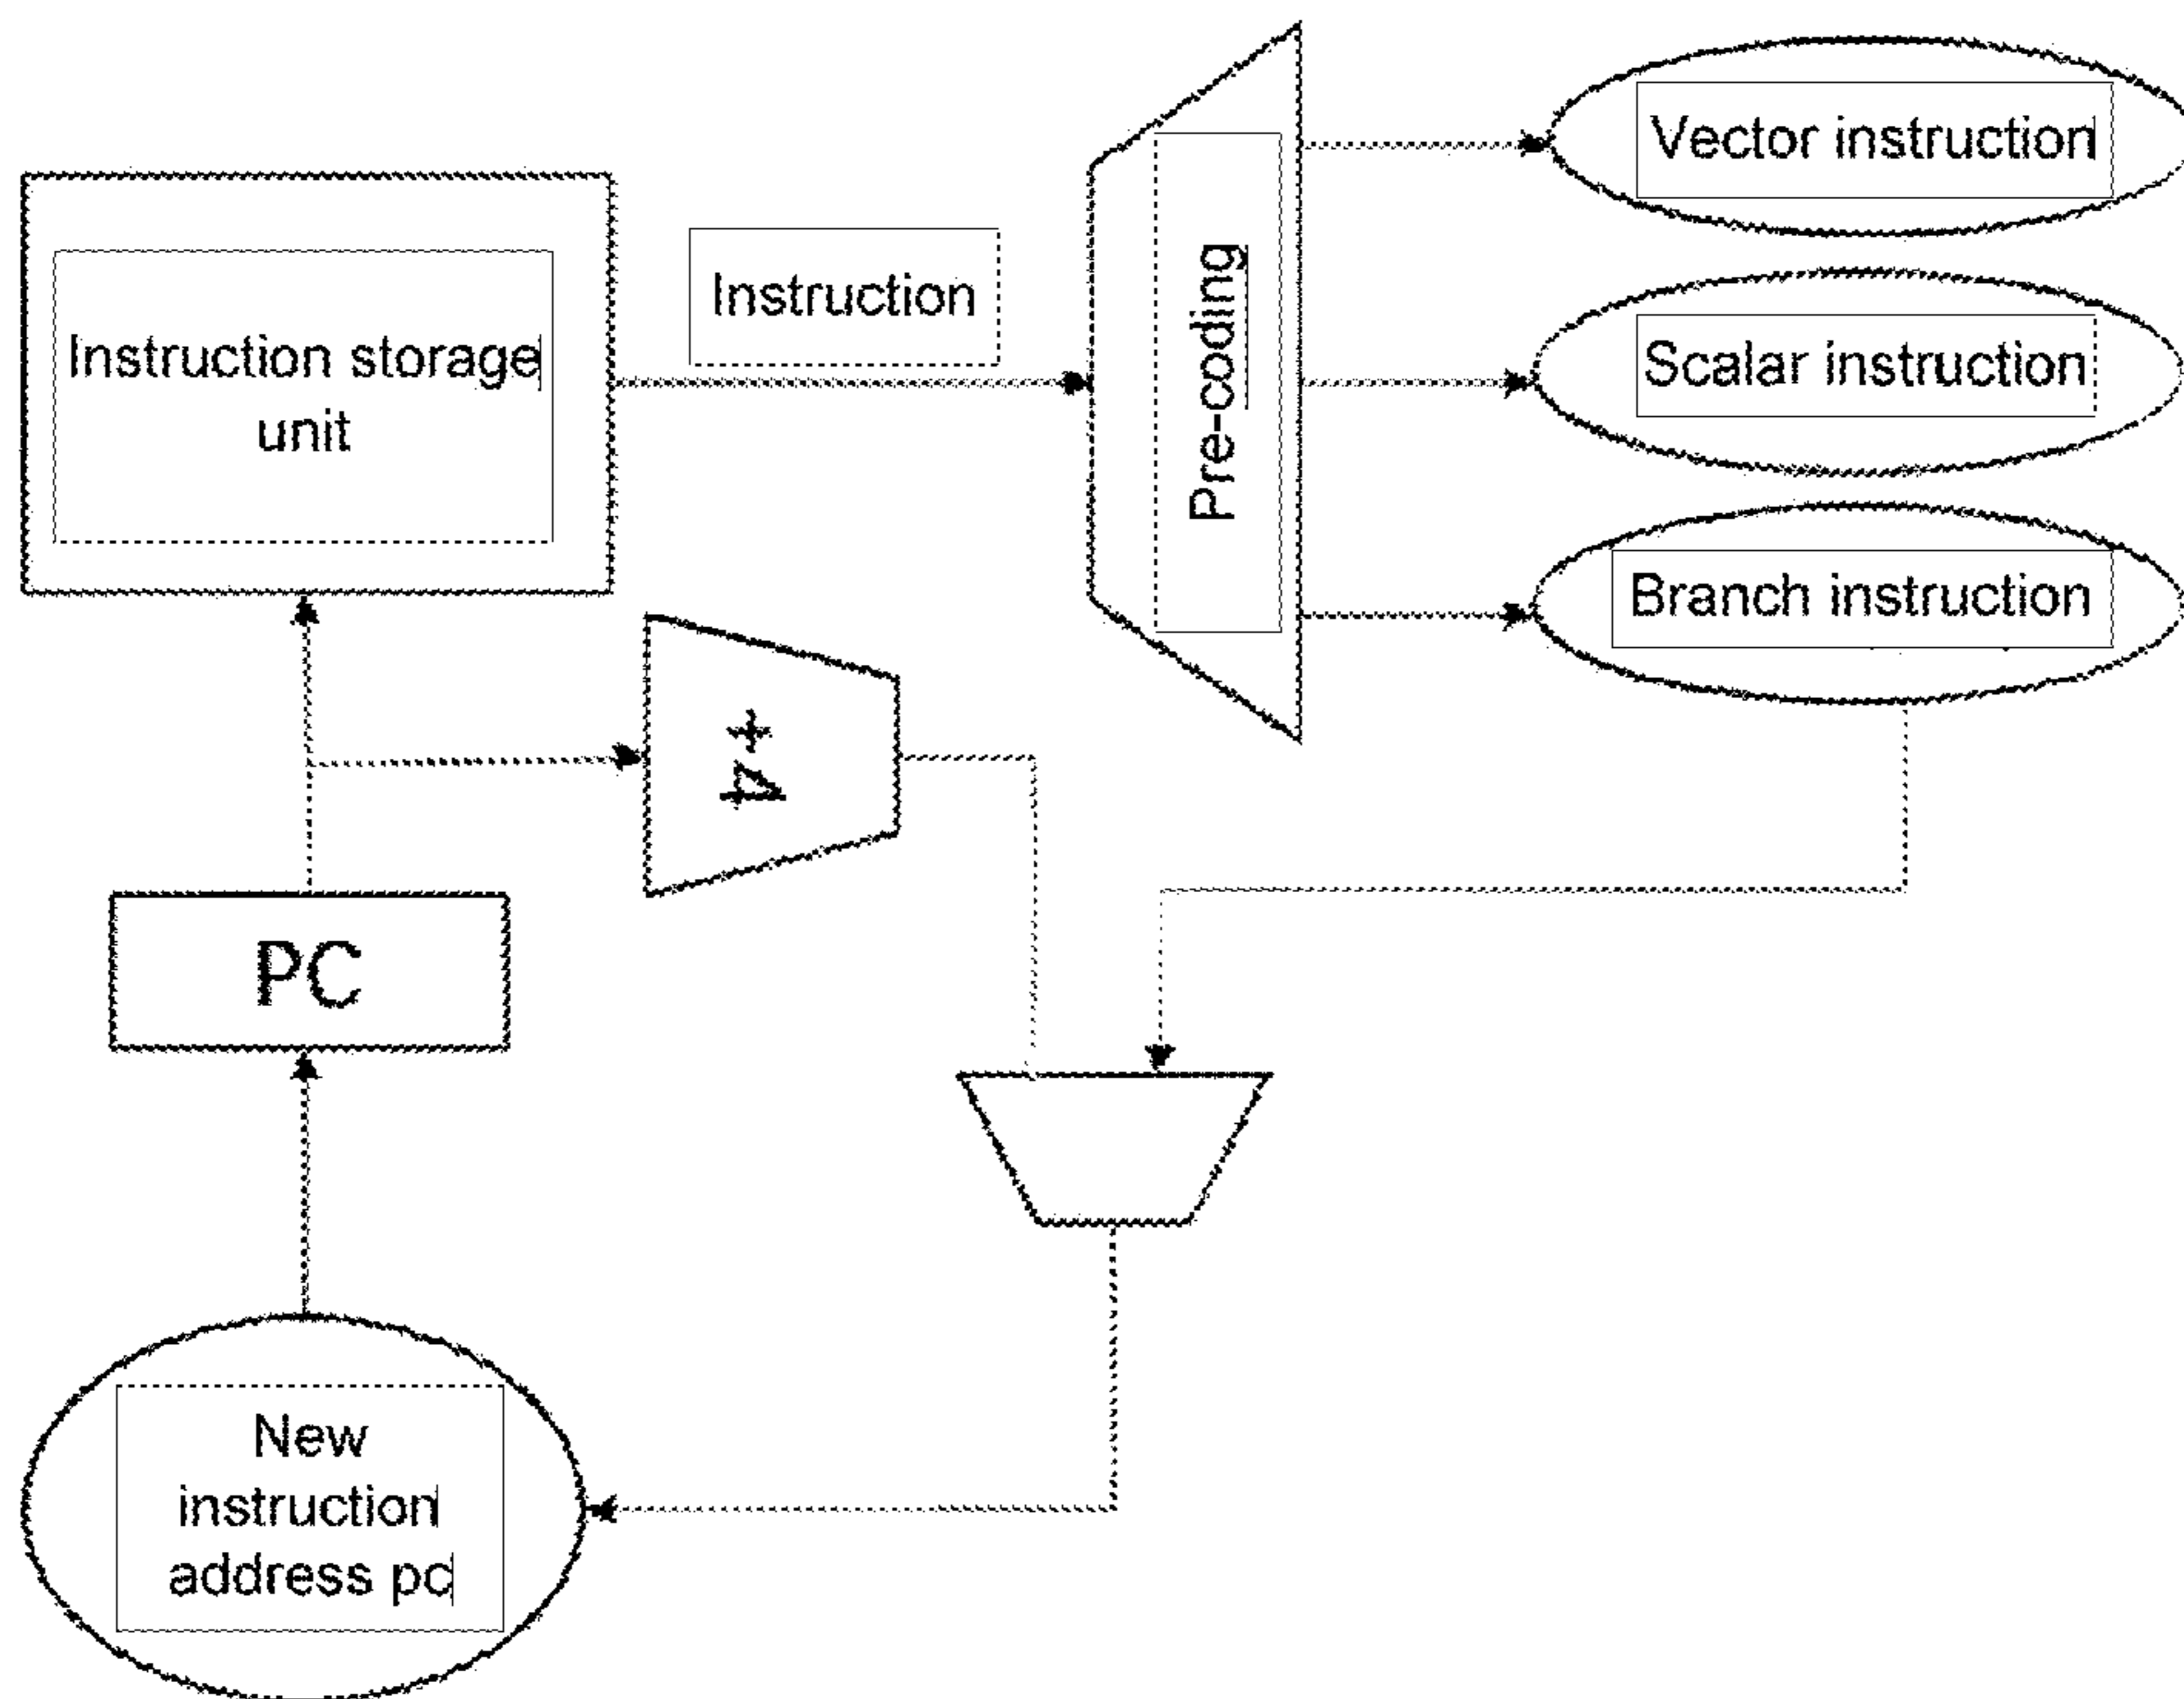 Vector instruction
Instruction
Instruction storage
unit
Pre-coding
Scalar instruction
Branch instruction
+4
PC
New
instruction
address pc